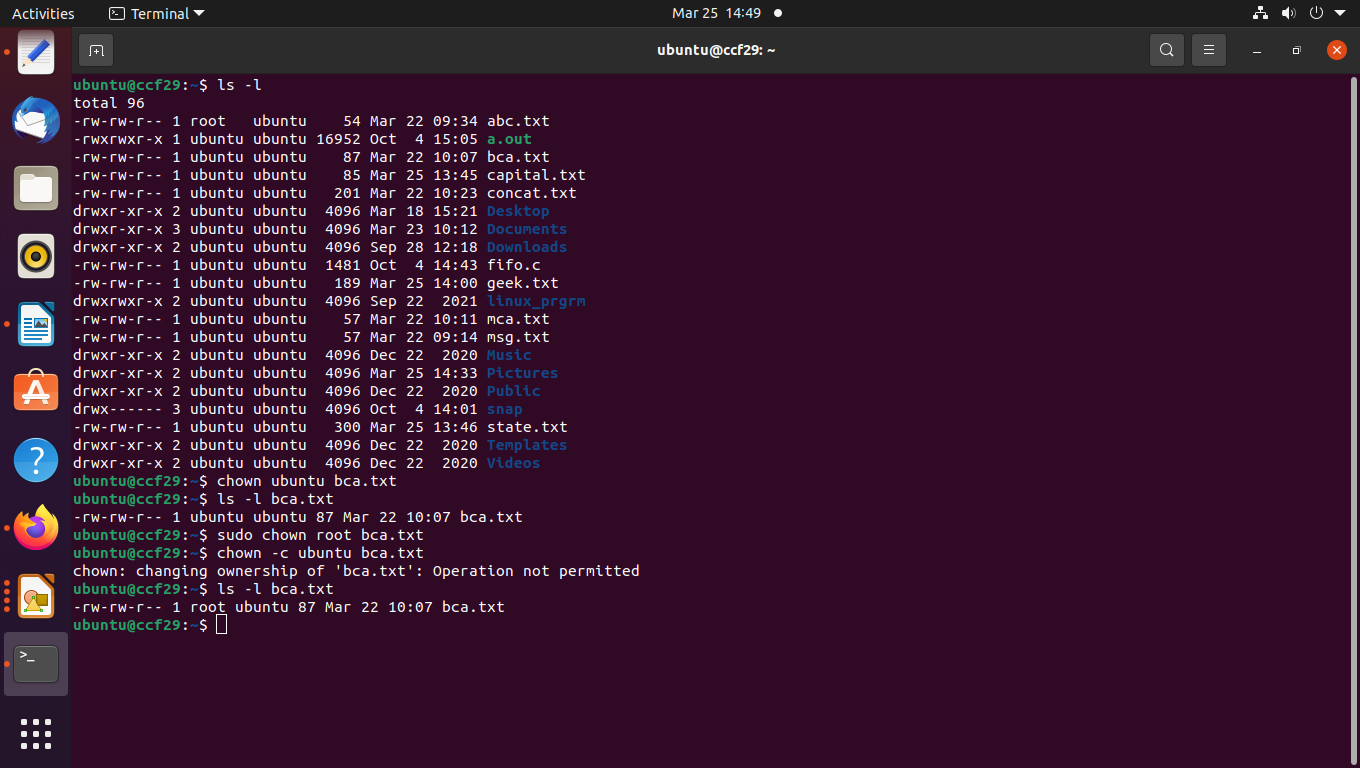 Activities Terminal Mar 25 14:49
ubuntu@ccf29: ~
ubuntu@ccf29:~$ ls -l
total 96
-rw-rw-r-- 1 root   ubuntu    54 Mar 22 09:34 abc.txt
-rwxrwxr-x 1 ubuntu ubuntu 16952 Oct  4 15:05 a.out
-rw-rw-r-- 1 ubuntu ubuntu    87 Mar 22 10:07 bca.txt
-rw-rw-r-- 1 ubuntu ubuntu    85 Mar 25 13:45 capital.txt
-rw-rw-r-- 1 ubuntu ubuntu   201 Mar 22 10:23 concat.txt
drwxr-xr-x 2 ubuntu ubuntu  4096 Mar 18 15:21 Desktop
drwxr-xr-x 3 ubuntu ubuntu  4096 Mar 23 10:12 Documents
drwxr-xr-x 2 ubuntu ubuntu  4096 Sep 28 12:18 Downloads
-rw-rw-r-- 1 ubuntu ubuntu  1481 Oct  4 14:43 fifo.c
-rw-rw-r-- 1 ubuntu ubuntu   189 Mar 25 14:00 geek.txt
drwxrwxr-x 2 ubuntu ubuntu  4096 Sep 22  2021 linux_prgrm
-rw-rw-r-- 1 ubuntu ubuntu    57 Mar 22 10:11 mca.txt
-rw-rw-r-- 1 ubuntu ubuntu    57 Mar 22 09:14 msg.txt
drwxr-xr-x 2 ubuntu ubuntu  4096 Dec 22  2020 Music
drwxr-xr-x 2 ubuntu ubuntu  4096 Mar 25 14:33 Pictures
drwxr-xr-x 2 ubuntu ubuntu  4096 Dec 22  2020 Public
drwx------ 3 ubuntu ubuntu  4096 Oct  4 14:01 snap
-rw-rw-r-- 1 ubuntu ubuntu   300 Mar 25 13:46 state.txt
drwxr-xr-x 2 ubuntu ubuntu  4096 Dec 22  2020 Templates
drwxr-xr-x 2 ubuntu ubuntu  4096 Dec 22  2020 Videos
ubuntu@ccf29:~$ chown ubuntu bca.txt
ubuntu@ccf29:~$ ls -l bca.txt
-rw-rw-r-- 1 ubuntu ubuntu 87 Mar 22 10:07 bca.txt
ubuntu@ccf29:~$ sudo chown root bca.txt
ubuntu@ccf29:~$ chown -c ubuntu bca.txt
chown: changing ownership of 'bca.txt': Operation not permitted
ubuntu@ccf29:~$ ls -l bca.txt
-rw-rw-r-- 1 root ubuntu 87 Mar 22 10:07 bca.txt
ubuntu@ccf29:~$